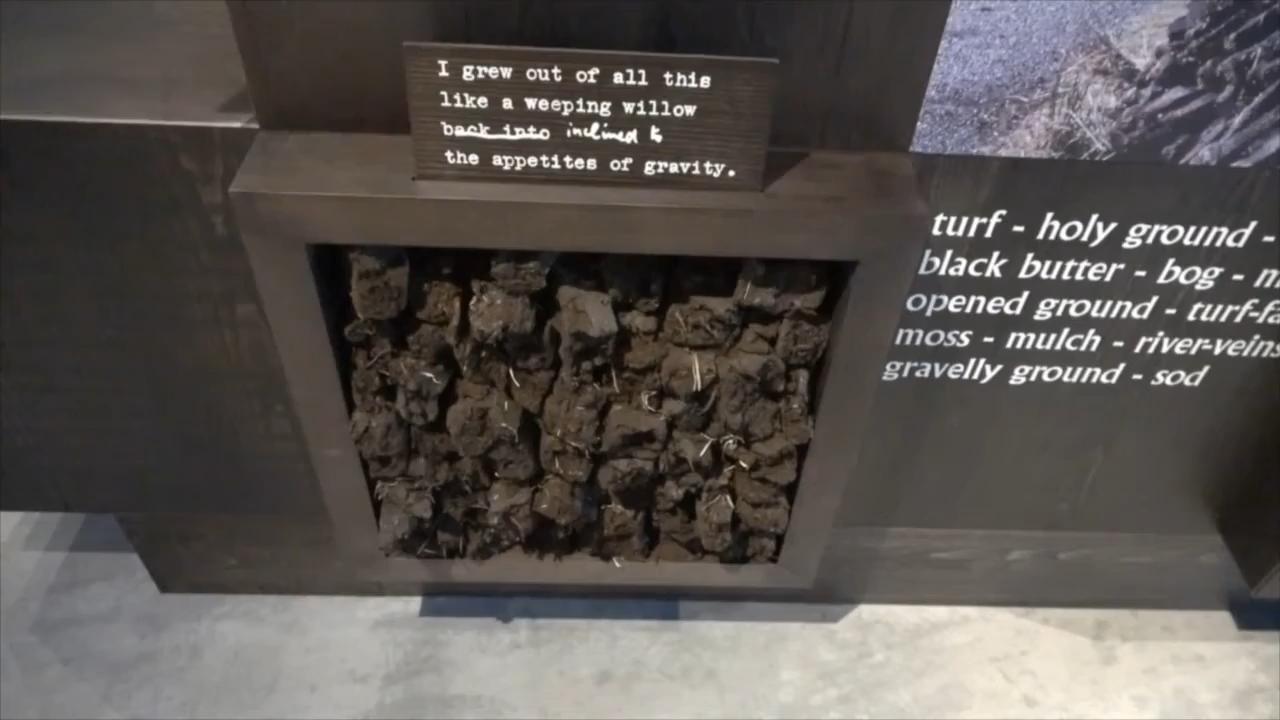 I grew out of all this
like a weeping willow
back into inclined to
the appetites of gravity.
turf - holy ground -
black butter - bog -
opened ground -
moss - mulch - river-veins
gravelly ground - sod